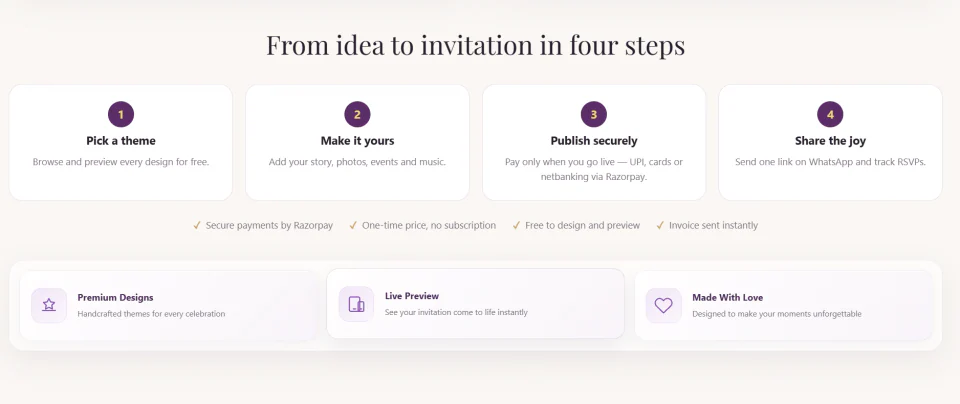 From idea to invitation in four steps
1
Pick a theme
Browse and preview every design for free.
2
Make it yours
Add your story, photos, events and music.
3
Publish securely
Pay only when you go live — UPI, cards or
netbanking via Razorpay.
4
Share the joy
Send one link on WhatsApp and track RSVPs.
✓ Secure payments by Razorpay
✓ One-time price, no subscription
✓ Free to design and preview
✓ Invoice sent instantly
Premium Designs
Handcrafted themes for every celebration
Live Preview
See your invitation come to life instantly
Made With Love
Designed to make your moments unforgettable